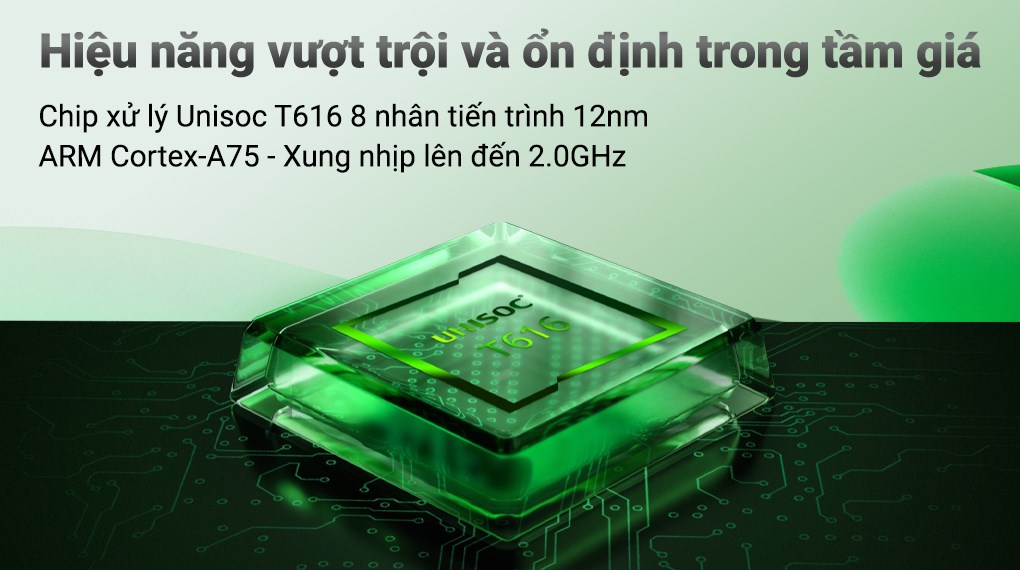 Hiệu năng vượt trội và ổn định trong tầm giá
Chip xử lý Unisoc T616 8 nhân tiến trình 12nm
ARM Cortex-A75 - Xung nhịp lên đến 2.0GHz
UNISOC
T616